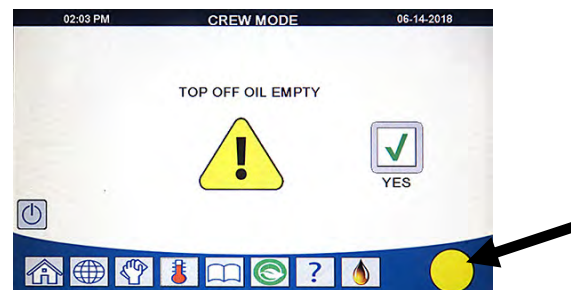 02:03 PM CREW MODE 06-14-2018
TOP OFF OIL EMPTY
!
YES
?